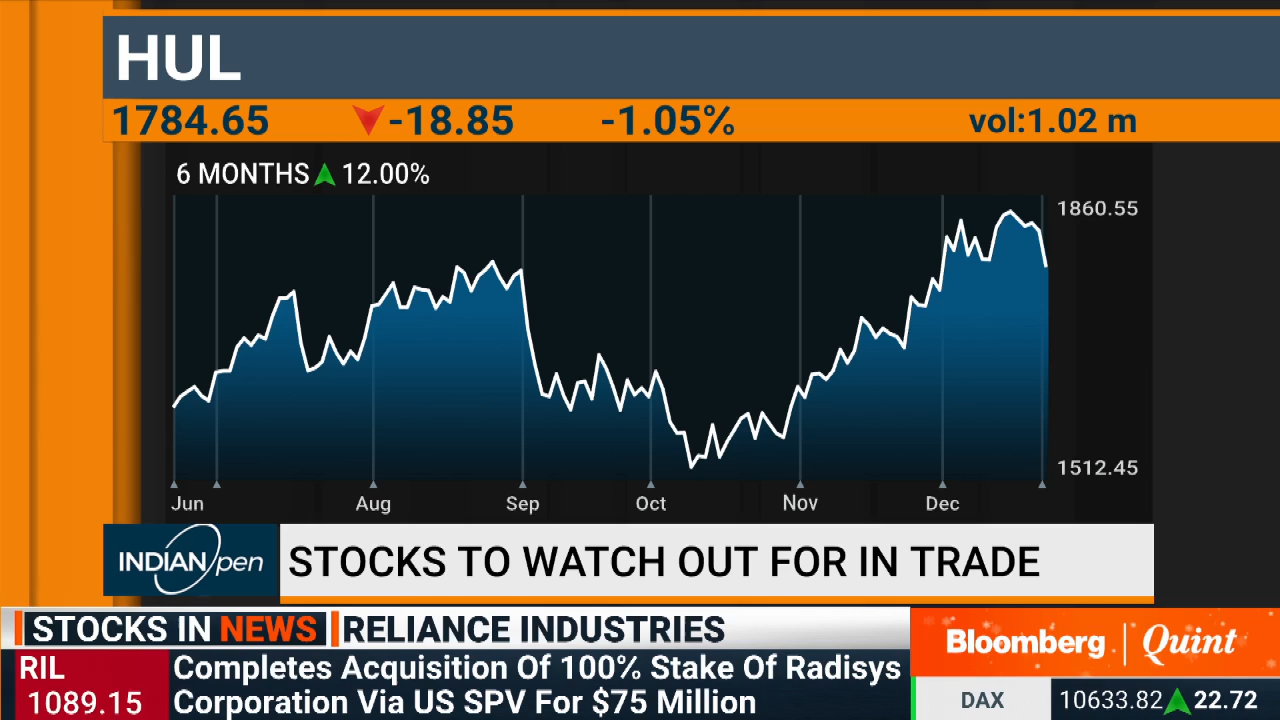 HUL
1784.65 -18.85 -1.05% vol:1.02 m
6 MONTHS 12.00%
1860.55
1512.45
Jun Aug Sep Oct Nov Dec
INDIAN Open STOCKS TO WATCH OUT FOR IN TRADE
STOCKS IN NEWS RELIANCE INDUSTRIES
RIL
1089.15
Completes Acquisition Of 100% Stake Of Radisys
Corporation Via US SPV For $75 Million
Bloomberg | Quint
DAX 10633.82 22.72